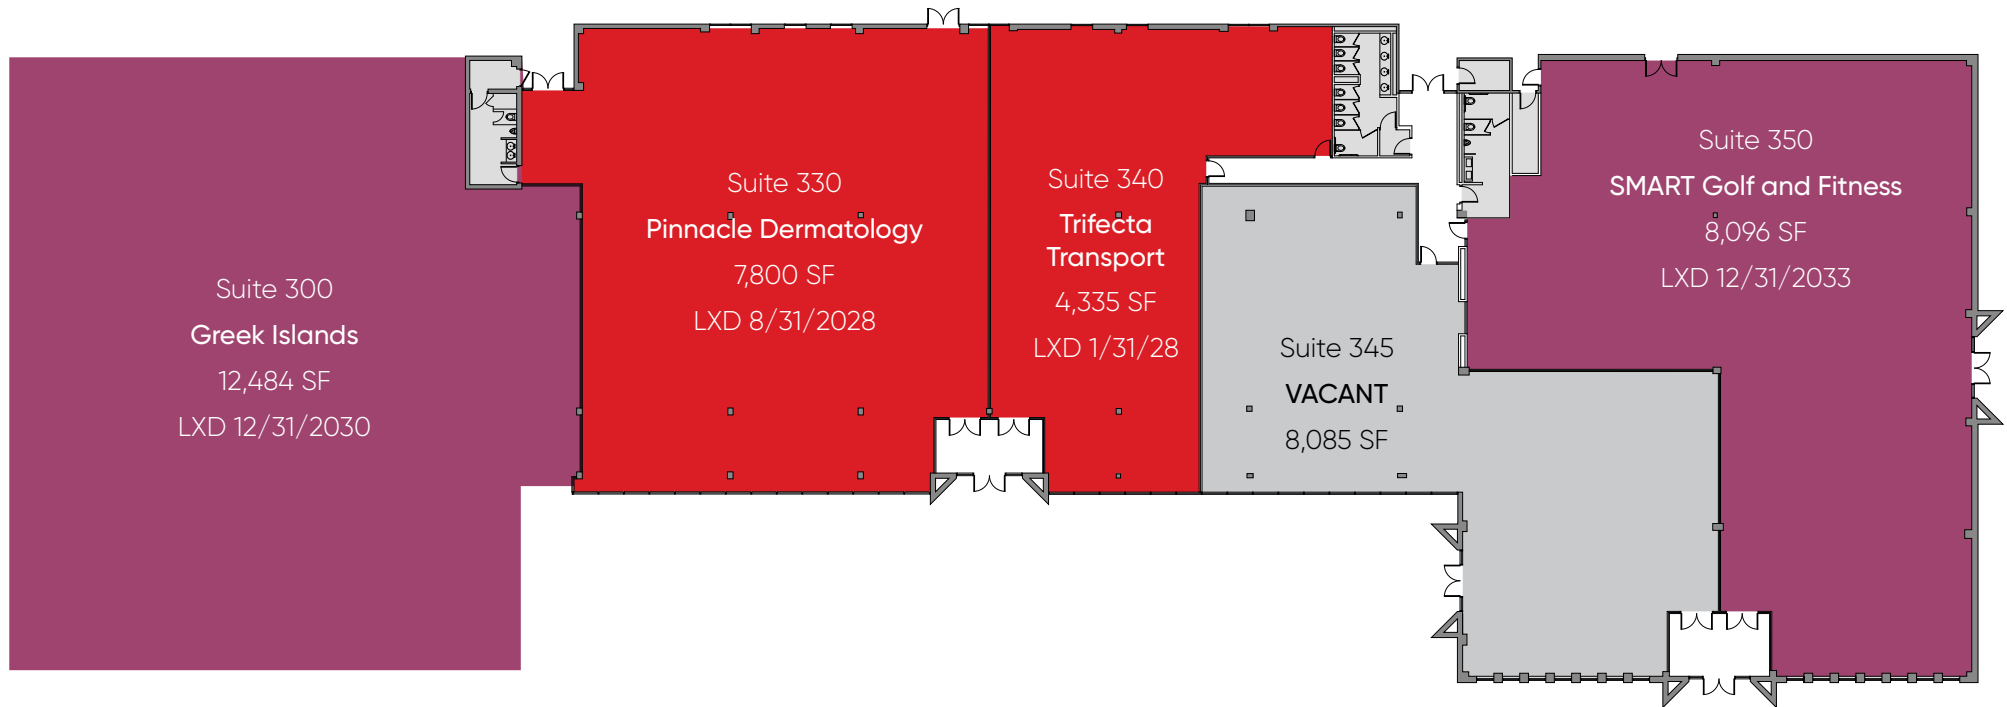 Suite 300
Greek Islands
12,484 SF
LXD 12/31/2030
Suite 330
Pinnacle Dermatology
7,800 SF
LXD 8/31/2028
Suite 340
Trifecta
Transport
4,335 SF
LXD 1/31/28
Suite 345
VACANT
8,085 SF
Suite 350
SMART Golf and Fitness
8,096 SF
LXD 12/31/2033